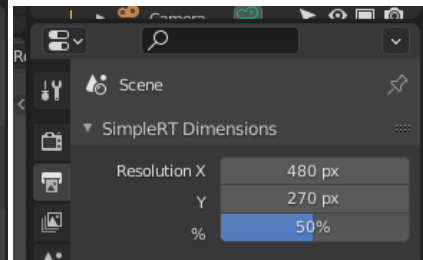 Camera
Scene
SimpleRT Dimensions
Resolution X 480 px
Y 270 px
% 50%